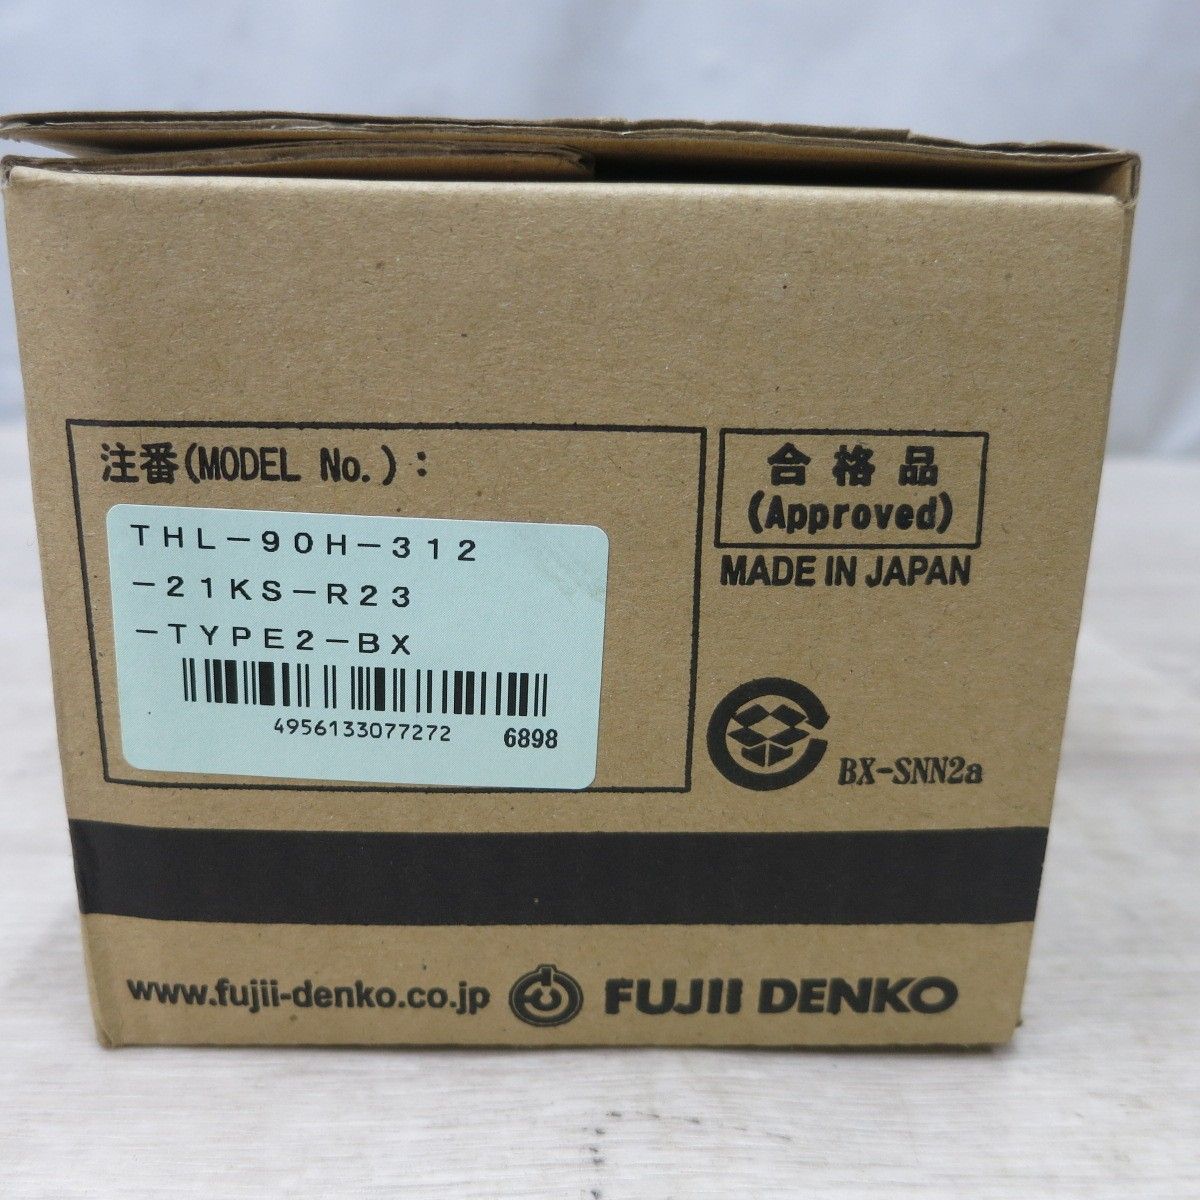 注番(MODEL No.):
THL-90H-312
-21KS-R23
-TYPE2-BX
4956133077272 6898
合格品
(Approved)
MADE IN JAPAN
BX-SNN2a
www.fujii-denko.co.jp FUJII DENKO